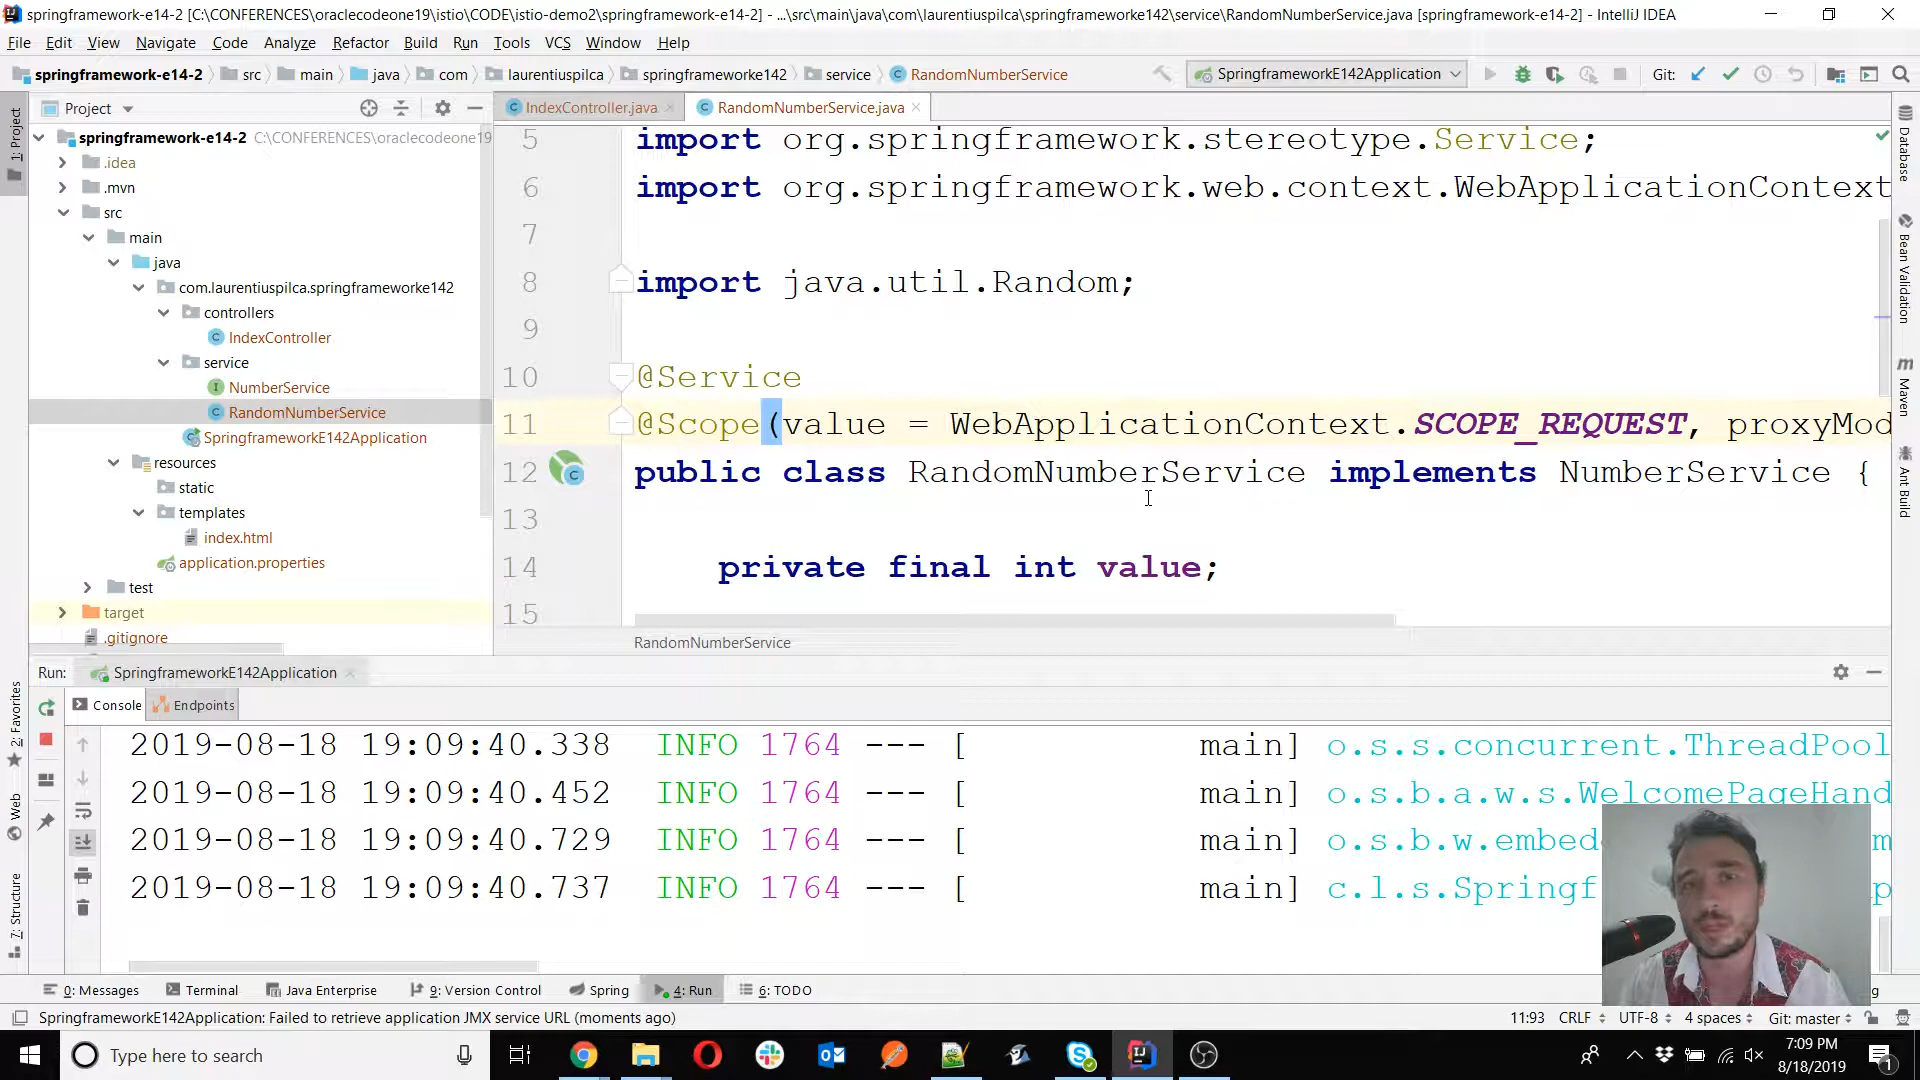 springframework-e14-2 [C:\CONFERENCES\oraclecodeone19\istio\CODE\istio-demo2\springframework-e14-2] - ...\src\main\java\com\laurentiuspilca\springframeworke142\service\RandomNumberService.java [springframework-e14-2] - IntelliJ IDEA
File Edit View Navigate Code Analyze Refactor Build Run Tools VCS Window Help
springframework-e14-2 src main java com laurentiuspilca springframeworke142 service RandomNumberService SpringframeworkE142Application Git:
Project
IndexController.java
RandomNumberService.java
1: Project
springframework-e14-2 C:\CONFERENCES\oraclecodeone19
.idea
.mvn
src
main
java
com.laurentiuspilca.springframeworke142
controllers
IndexController
service
NumberService
RandomNumberService
SpringframeworkE142Application
resources
static
templates
index.html
application.properties
test
target
.gitignore
5 import org.springframework.stereotype.Service;
6 import org.springframework.web.context.WebApplicationContext
7
8 import java.util.Random;
9
10 @Service
11 @Scope(value = WebApplicationContext.SCOPE_REQUEST, proxyMod
12 public class RandomNumberService implements NumberService {
13
14 private final int value;
15
RandomNumberService
Database
Bean Validation
Maven
Ant Build
Run: SpringframeworkE142Application
Console Endpoints
2: Favorites
Web
7: Structure
2019-08-18 19:09:40.338 INFO 1764 --- [ main] o.s.s.concurrent.ThreadPool
2019-08-18 19:09:40.452 INFO 1764 --- [ main] o.s.b.a.w.s.WelcomePageHand
2019-08-18 19:09:40.729 INFO 1764 --- [ main] o.s.b.w.embed
2019-08-18 19:09:40.737 INFO 1764 --- [ main] c.l.s.Springf
0: Messages Terminal Java Enterprise 9: Version Control Spring 4: Run 6: TODO
SpringframeworkE142Application: Failed to retrieve application JMX service URL (moments ago)
11:93 CRLF UTF-8 4 spaces Git: master
Type here to search
7:09 PM
8/18/2019
1